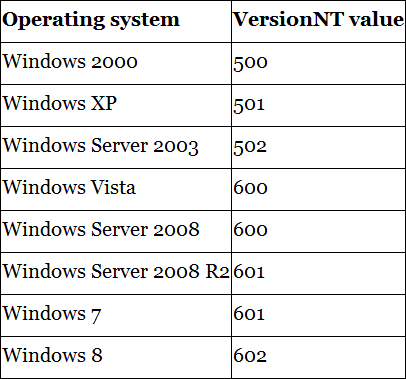 Operating system VersionNT value
Windows 2000 500
Windows XP 501
Windows Server 2003 502
Windows Vista 600
Windows Server 2008 600
Windows Server 2008 R2 601
Windows 7 601
Windows 8 602